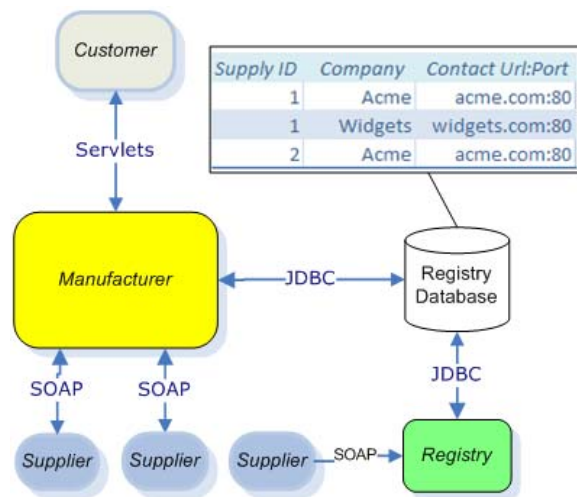 Customer
Supply ID Company Contact Url:Port
1 Acme acme.com:80
1 Widgets widgets.com:80
2 Acme acme.com:80
Servlets
Manufacturer
JDBC
Registry
Database
SOAP SOAP
JDBC
Supplier Supplier Supplier SOAP Registry